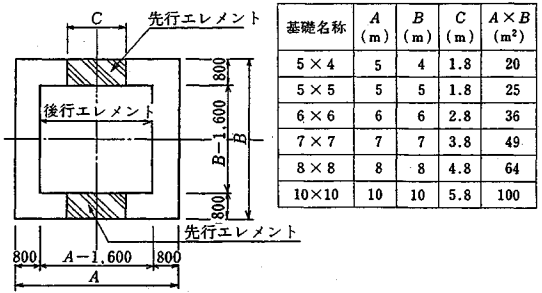 C
先行エレメント
800
後行エレメント
B−1.600
B
800
先行エレメント
800 A−1.600 800
A
基礎名称 A (m) B (m) C (m) A×B (m²)
5×4 5 4 1.8 20
5×5 5 5 1.8 25
6×6 6 6 2.8 36
7×7 7 7 3.8 49
8×8 8 8 4.8 64
10×10 10 10 5.8 100